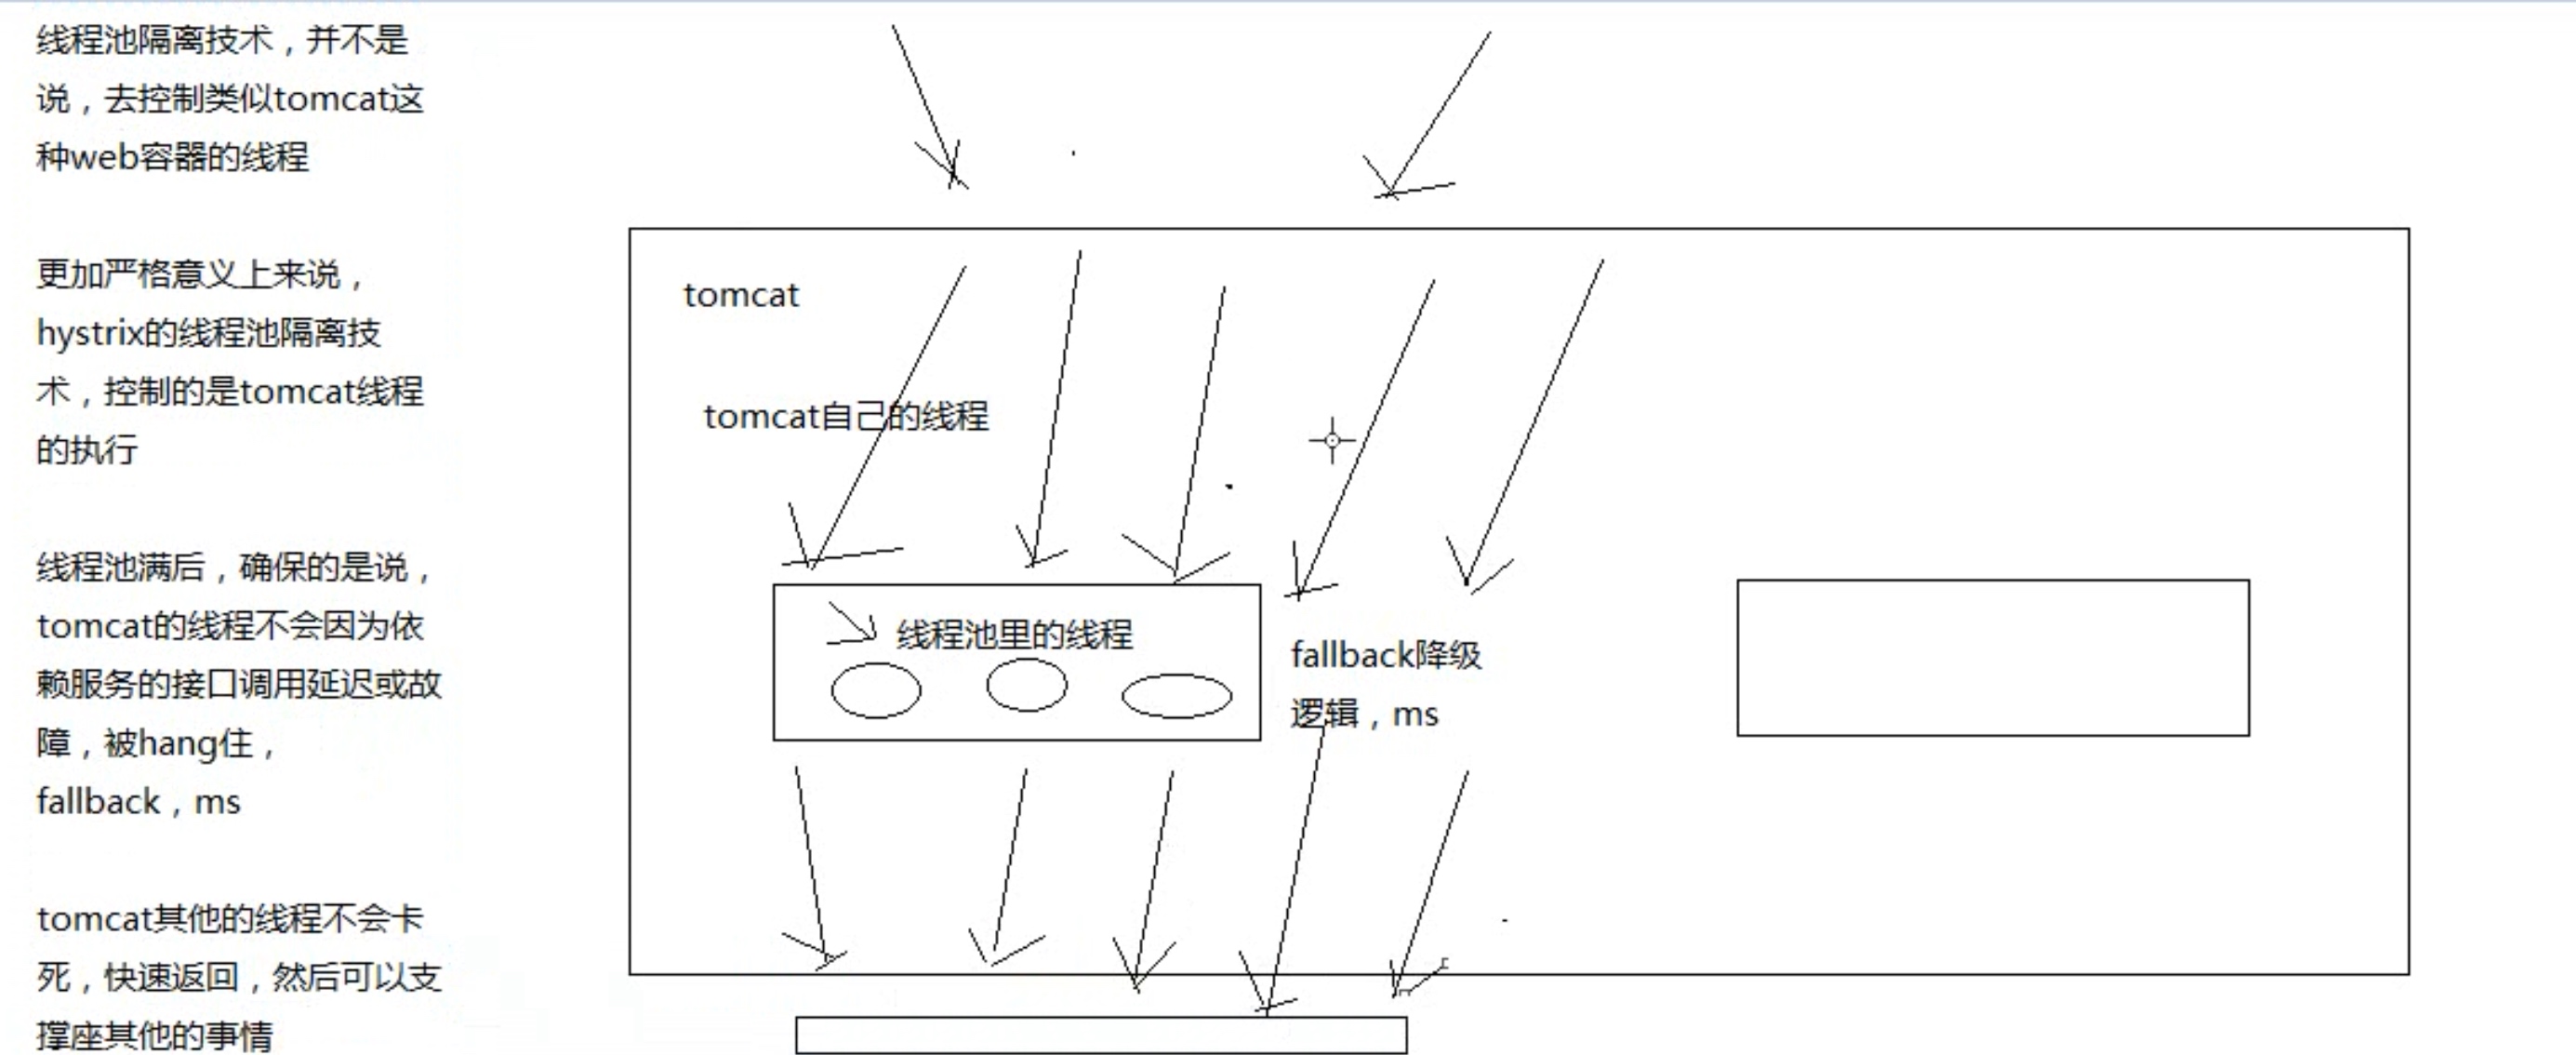 线程池隔离技术，并不是
说，去控制类似tomcat这
种web容器的线程
更加严格意义上来说，
hystrix的线程池隔离技
术，控制的是tomcat线程
的执行
线程池满后，确保的是说，
tomcat的线程不会因为依
赖服务的接口调用延迟或故
障，被hang住，
fallback，ms
tomcat其他的线程不会卡
死，快速返回，然后可以支
撑座其他的事情
tomcat
tomcat自己的线程
线程池里的线程
fallback降级
逻辑，ms